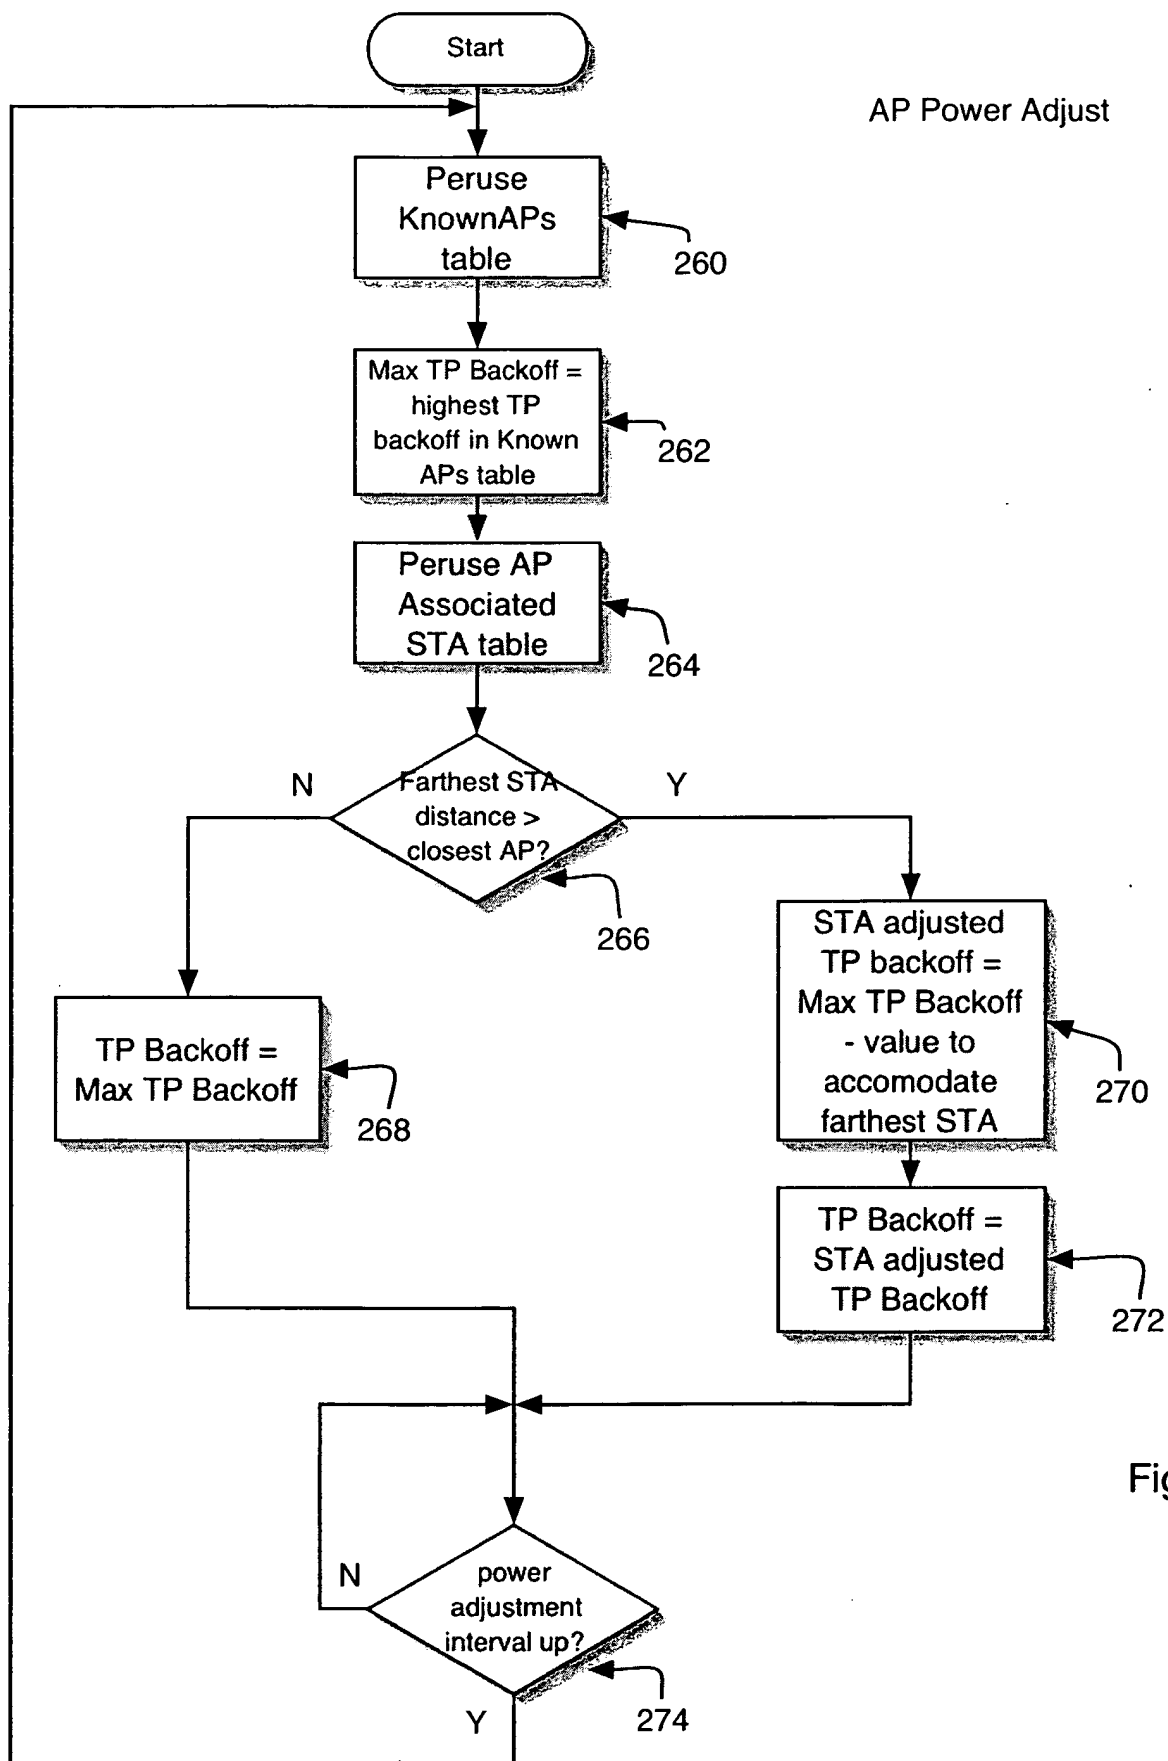 Start
AP Power Adjust
Peruse
KnownAPs
table
260
Max TP Backoff =
highest TP
backoff in Known
APs table
262
Peruse AP
Associated
STA table
264
N
Farthest STA
distance >
closest AP?
Y
266
STA adjusted
TP backoff =
Max TP Backoff
- value to
accomodate
farthest STA
270
TP Backoff =
Max TP Backoff
268
TP Backoff =
STA adjusted
TP Backoff
272
Fig
N
power
adjustment
interval up?
274
Y